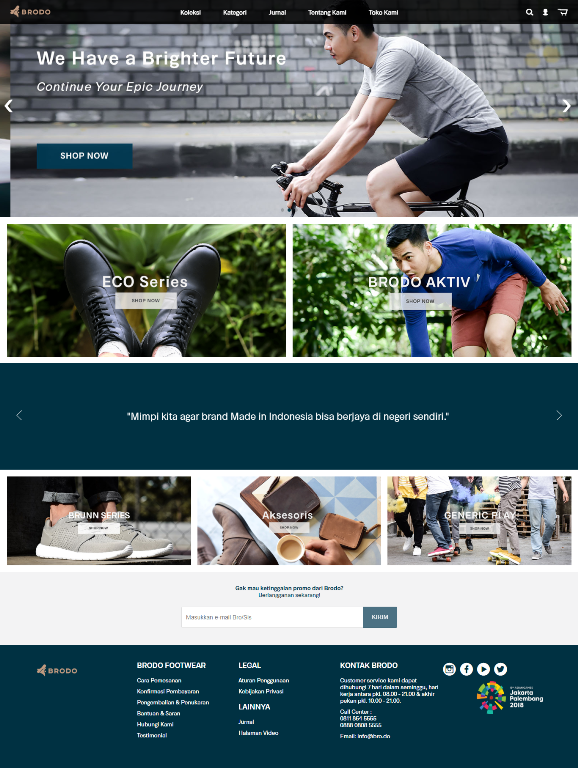 BRODO
Koleksi Kategori Jurnal Tentang Kami Toko Kami
We Have a Brighter Future
Continue Your Epic Journey
SHOP NOW
ECO Series
SHOP NOW
BRODO AKTIV
SHOP NOW
"Mimpi kita agar brand Made in Indonesia bisa berjaya di negeri sendiri."
BRUNN SERIES
SHOP NOW
Aksesoris
SHOP NOW
GENERIC PLAY
SHOP NOW
Gak mau ketinggalan promo dari Brodo?
Berlangganan sekarang!
Masukkan e-mail Bro/Sis
KIRIM
BRODO
BRODO FOOTWEAR
Cara Pemesanan
Konfirmasi Pembayaran
Pengembalian & Penukaran
Bantuan & Saran
Hubungi Kami
Testimonial
LEGAL
Aturan Penggunaan
Kebijakan Privasi
LAINNYA
Jurnal
Halaman Video
KONTAK BRODO
Customer service kami dapat
dihubungi 7 hari dalam seminggu, hari
kerja antara pkl. 08.00 - 21.00 & akhir
pekan pkl. 10.00 - 21.00.
Call Center :
0811 854 5555
0888 0808 5555
Email: info@bro.do
Jakarta
Palembang
2018